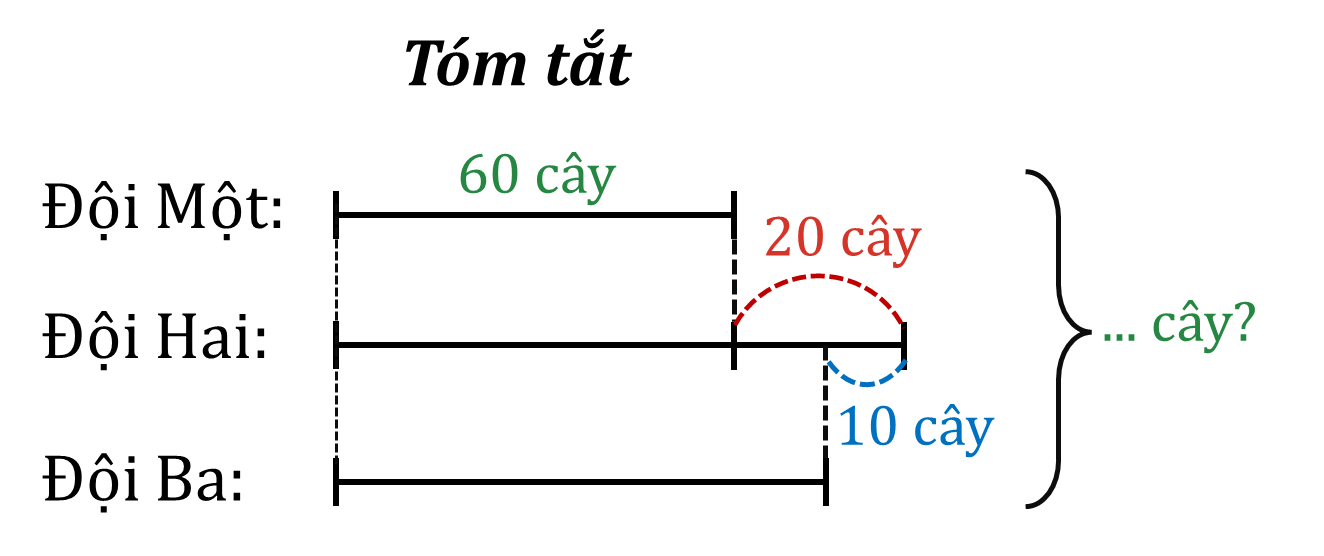 Tóm tắt
60 cây
Đội Một:
20 cây
Đội Hai:
... cây?
10 cây
Đội Ba: